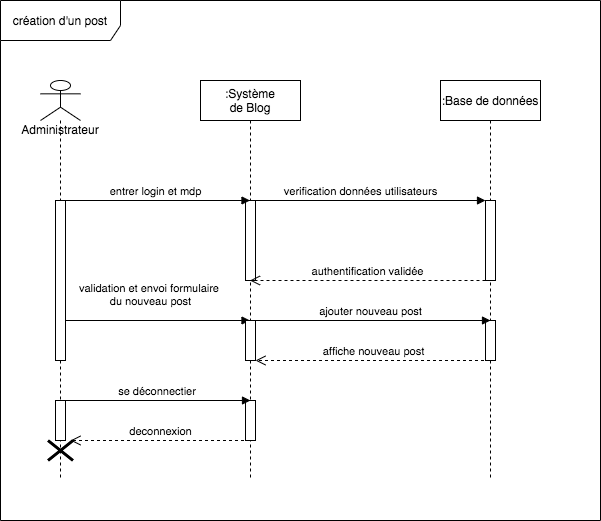 création d'un post
:Système
de Blog
:Base de données
Administrateur
entrer login et mdp
verification données utilisateurs
authentification validée
validation et envoi formulaire
du nouveau post
ajouter nouveau post
affiche nouveau post
se déconnectier
deconnexion